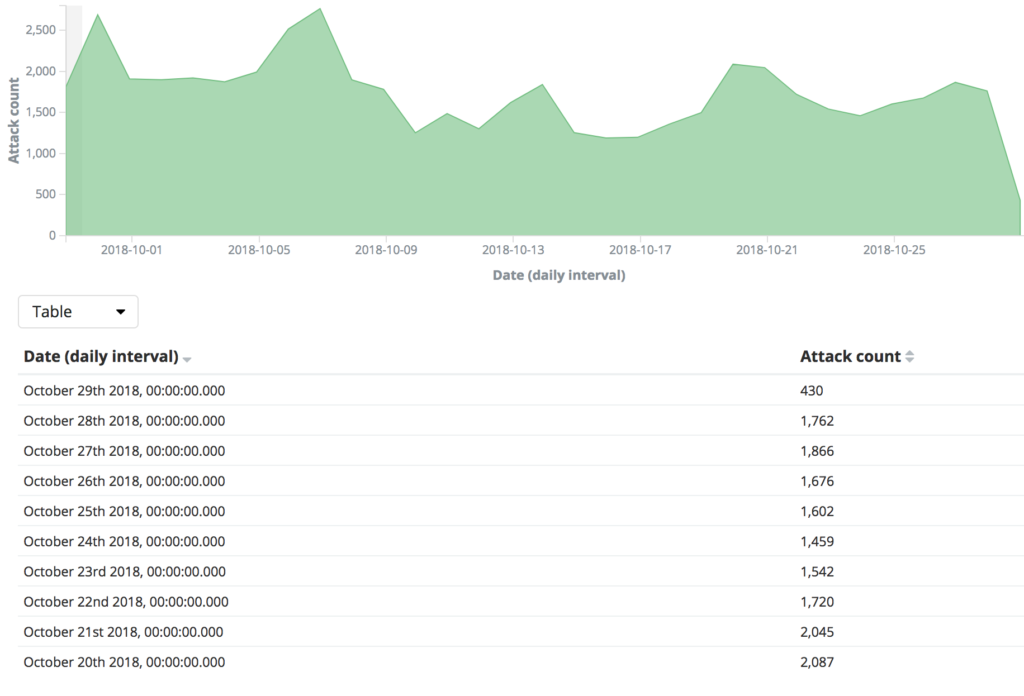 2,500
2,000
1,500
1,000
500
0
Attack count
2018-10-01 2018-10-05 2018-10-09 2018-10-13 2018-10-17 2018-10-21 2018-10-25
Date (daily interval)
Table
Date (daily interval) Attack count
October 29th 2018, 00:00:00.000 430
October 28th 2018, 00:00:00.000 1,762
October 27th 2018, 00:00:00.000 1,866
October 26th 2018, 00:00:00.000 1,676
October 25th 2018, 00:00:00.000 1,602
October 24th 2018, 00:00:00.000 1,459
October 23rd 2018, 00:00:00.000 1,542
October 22nd 2018, 00:00:00.000 1,720
October 21st 2018, 00:00:00.000 2,045
October 20th 2018, 00:00:00.000 2,087